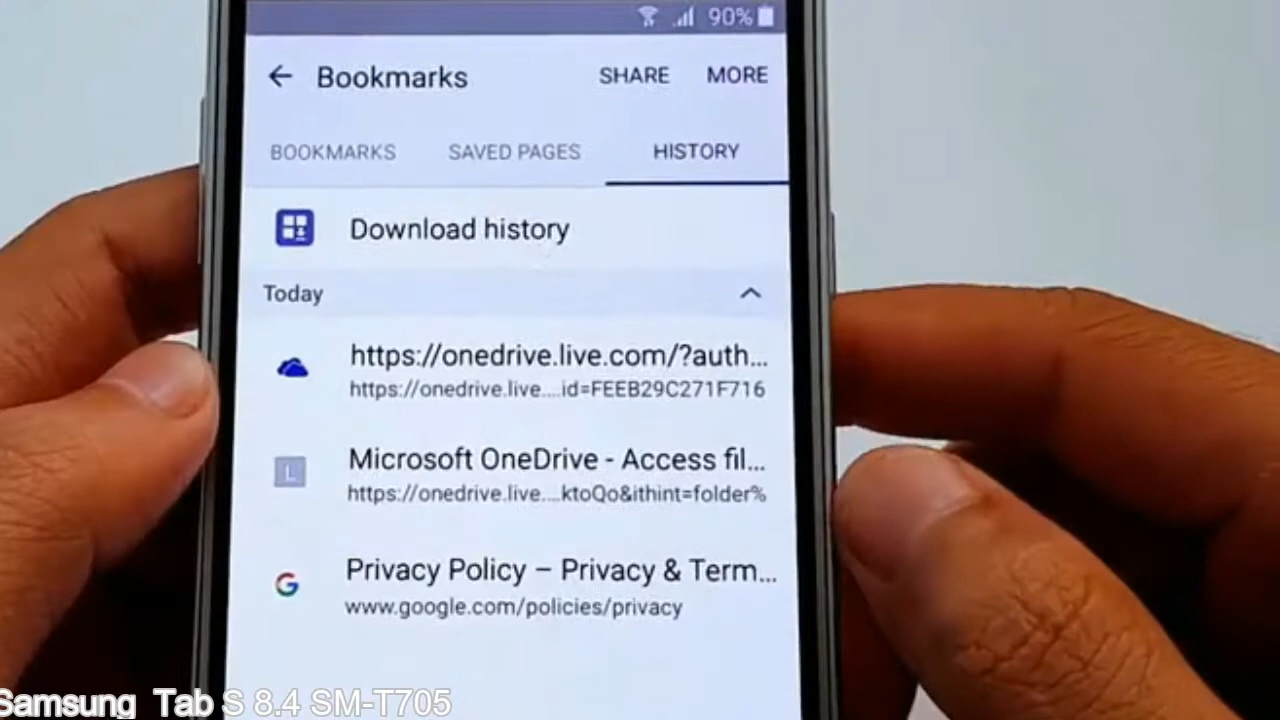 90%
Bookmarks SHARE MORE
BOOKMARKS SAVED PAGES HISTORY
Download history
Today
https://onedrive.live.com/?auth...
https://onedrive.live....id=FEEB29C271F716
L
Microsoft OneDrive - Access fil...
https://onedrive.live....ktoQo&ithint=folder%
G
Privacy Policy – Privacy & Term...
www.google.com/policies/privacy
Samsung Tab S 8.4 SM-T705